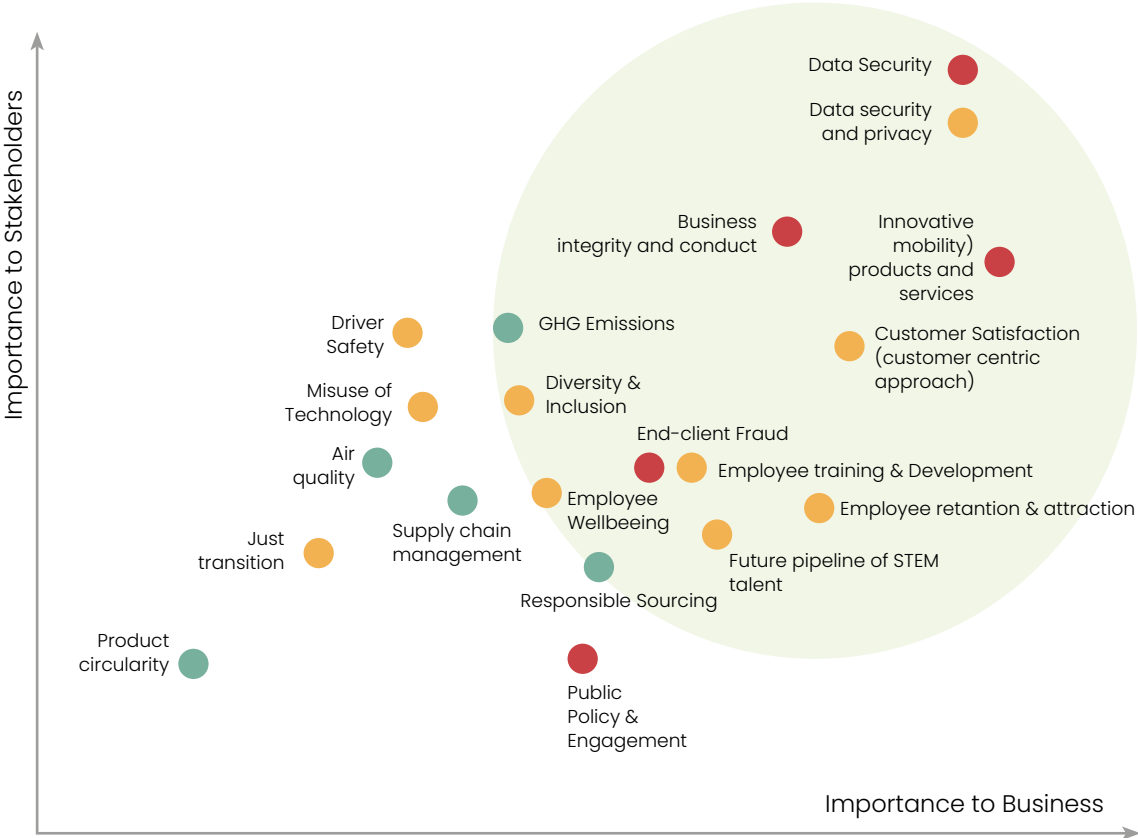 Importance to Stakeholders
Data Security
Data security
and privacy
Business
integrity and conduct
Innovative
mobility)
products and
services
Driver
Safety
GHG Emissions
Customer Satisfaction
(customer centric
approach)
Misuse of
Technology
Diversity &
Inclusion
End-client Fraud
Air
quality
Employee training & Development
Employee
Wellbeeing
Employee retention & attraction
Supply chain
management
Just
transition
Future pipeline of STEM
talent
Responsible Sourcing
Product
circularity
Public
Policy &
Engagement
Importance to Business